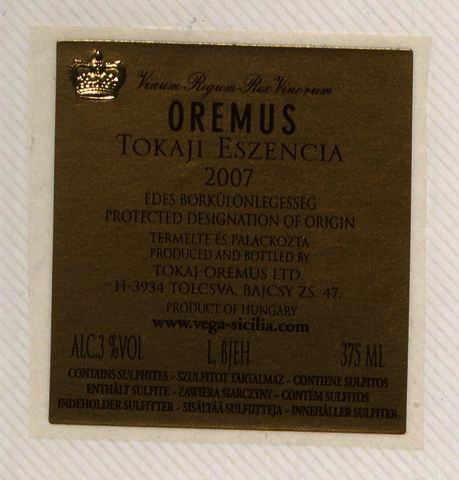 Vinum Regum Rex Vinorum
OREMUS
TOKAJI ESZENCIA
2007
ÉDES BORKÜLÖNLEGESSÉG
PROTECTED DESIGNATION OF ORIGIN
TERMELTE ÉS PALACKOZTA
PRODUCED AND BOTTLED BY
TOKAJ-OREMUS LTD.
H-3934 TOLCSVA, BAJCSY ZS. 47.
PRODUCT OF HUNGARY
www.vega-sicilia.com
ALC.3 %VOL L, BJEH 375 ML
CONTAINS SULPHITES - SZULFITOT TARTALMAZ - CONTIENE SULFITOS
ENTHÄLT SULFITE - ZAWIERA SIARCZYNY - CONTÉM SULFITOS
INDEHOLDER SULFITTER - SISÄLTÄÄ SULFITTEJA - INNEHÅLLER SULFITER